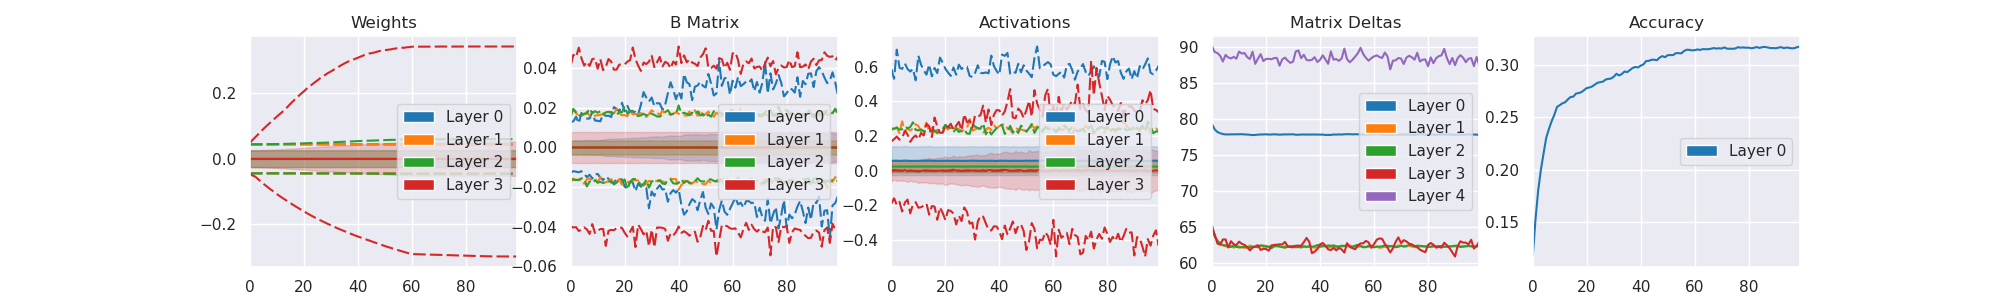 Weights
0.2
0.0
−0.2
0
20
40
60
80
Layer 0
Layer 1
Layer 2
Layer 3
B Matrix
0.04
0.02
0.00
−0.02
−0.04
−0.06
0
20
40
60
80
Layer 0
Layer 1
Layer 2
Layer 3
Activations
0.6
0.4
0.2
0.0
−0.2
−0.4
0
20
40
60
80
Layer 0
Layer 1
Layer 2
Layer 3
Matrix Deltas
90
85
80
75
70
65
60
0
20
40
60
80
Layer 0
Layer 1
Layer 2
Layer 3
Layer 4
Accuracy
0.30
0.25
0.20
0.15
0
20
40
60
80
Layer 0